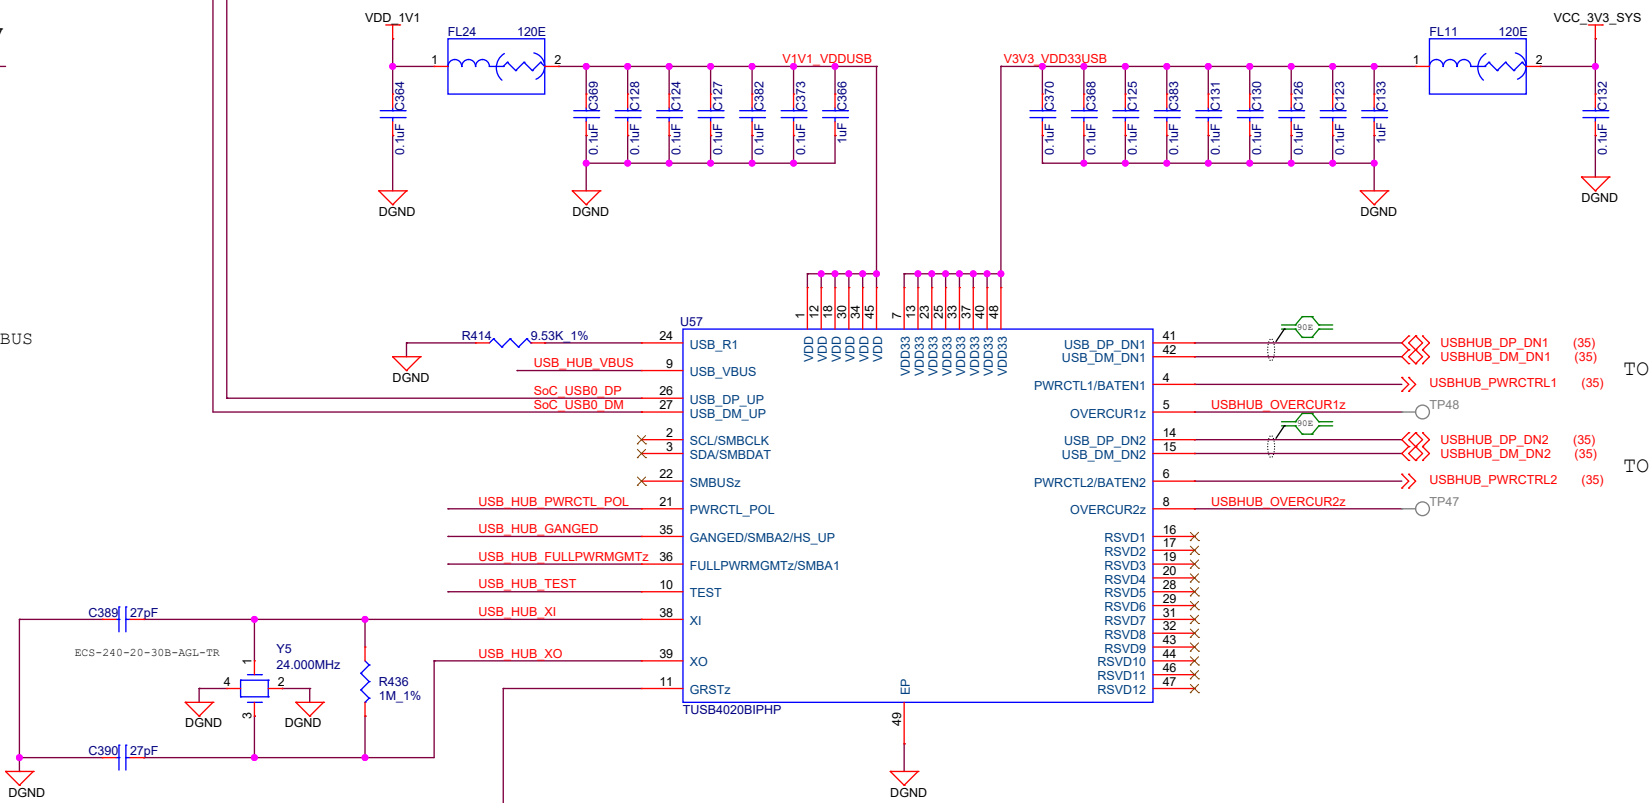 VDD_1V1
VCC_3V3_SYS
FL24 120E
1 2
V1V1_VDDUSB
V3V3_VDD33USB
FL11 120E
1 2
C364 0.1uF
C369 0.1uF
C128 0.1uF
C124 0.1uF
C127 0.1uF
C382 0.1uF
C373 0.1uF
C366 1uF
C370 0.1uF
C368 0.1uF
C125 0.1uF
C383 0.1uF
C131 0.1uF
C130 0.1uF
C126 0.1uF
C123 0.1uF
C133 1uF
C132 0.1uF
DGND
DGND
DGND
DGND
BUS
U57
1 12 18 30 34 45
VDD VDD VDD VDD VDD VDD
7 13 23 25 33 37 40 48
VDD33 VDD33 VDD33 VDD33 VDD33 VDD33 VDD33 VDD33
R414 9.53K_1% 24 USB_R1
DGND
USB_HUB_VBUS 9 USB_VBUS
SoC_USB0_DP 26 USB_DP_UP
SoC_USB0_DM 27 USB_DM_UP
2 SCL/SMBCLK
3 SDA/SMBDAT
22 SMBUSz
USB_HUB_PWRCTL_POL 21 PWRCTL_POL
USB_HUB_GANGED 35 GANGED/SMBA2/HS_UP
USB_HUB_FULLPWRMGMTz 36 FULLPWRMGMTz/SMBA1
USB_HUB_TEST 10 TEST
USB_HUB_XI 38 XI
USB_HUB_XO 39 XO
11 GRSTz
90E
USB_DP_DN1 41 USBHUB_DP_DN1 (35)
USB_DM_DN1 42 USBHUB_DM_DN1 (35)
TO
PWRCTL1/BATEN1 4 USBHUB_PWRCTRL1 (35)
OVERCUR1z 5 USBHUB_OVERCUR1z TP48
90E
USB_DP_DN2 14 USBHUB_DP_DN2 (35)
USB_DM_DN2 15 USBHUB_DM_DN2 (35)
TO
PWRCTL2/BATEN2 6 USBHUB_PWRCTRL2 (35)
OVERCUR2z 8 USBHUB_OVERCUR2z TP47
RSVD1 16
RSVD2 17
RSVD3 19
RSVD4 20
RSVD5 28
RSVD6 29
RSVD7 31
RSVD8 32
RSVD9 43
RSVD10 44
RSVD11 46
RSVD12 47
EP
49
TUSB4020BIPHP
DGND
C389 27pF
ECS-240-20-30B-AGL-TR
Y5
24.000MHz
1
4 2
3
DGND DGND
R436
1M_1%
C390 27pF
DGND